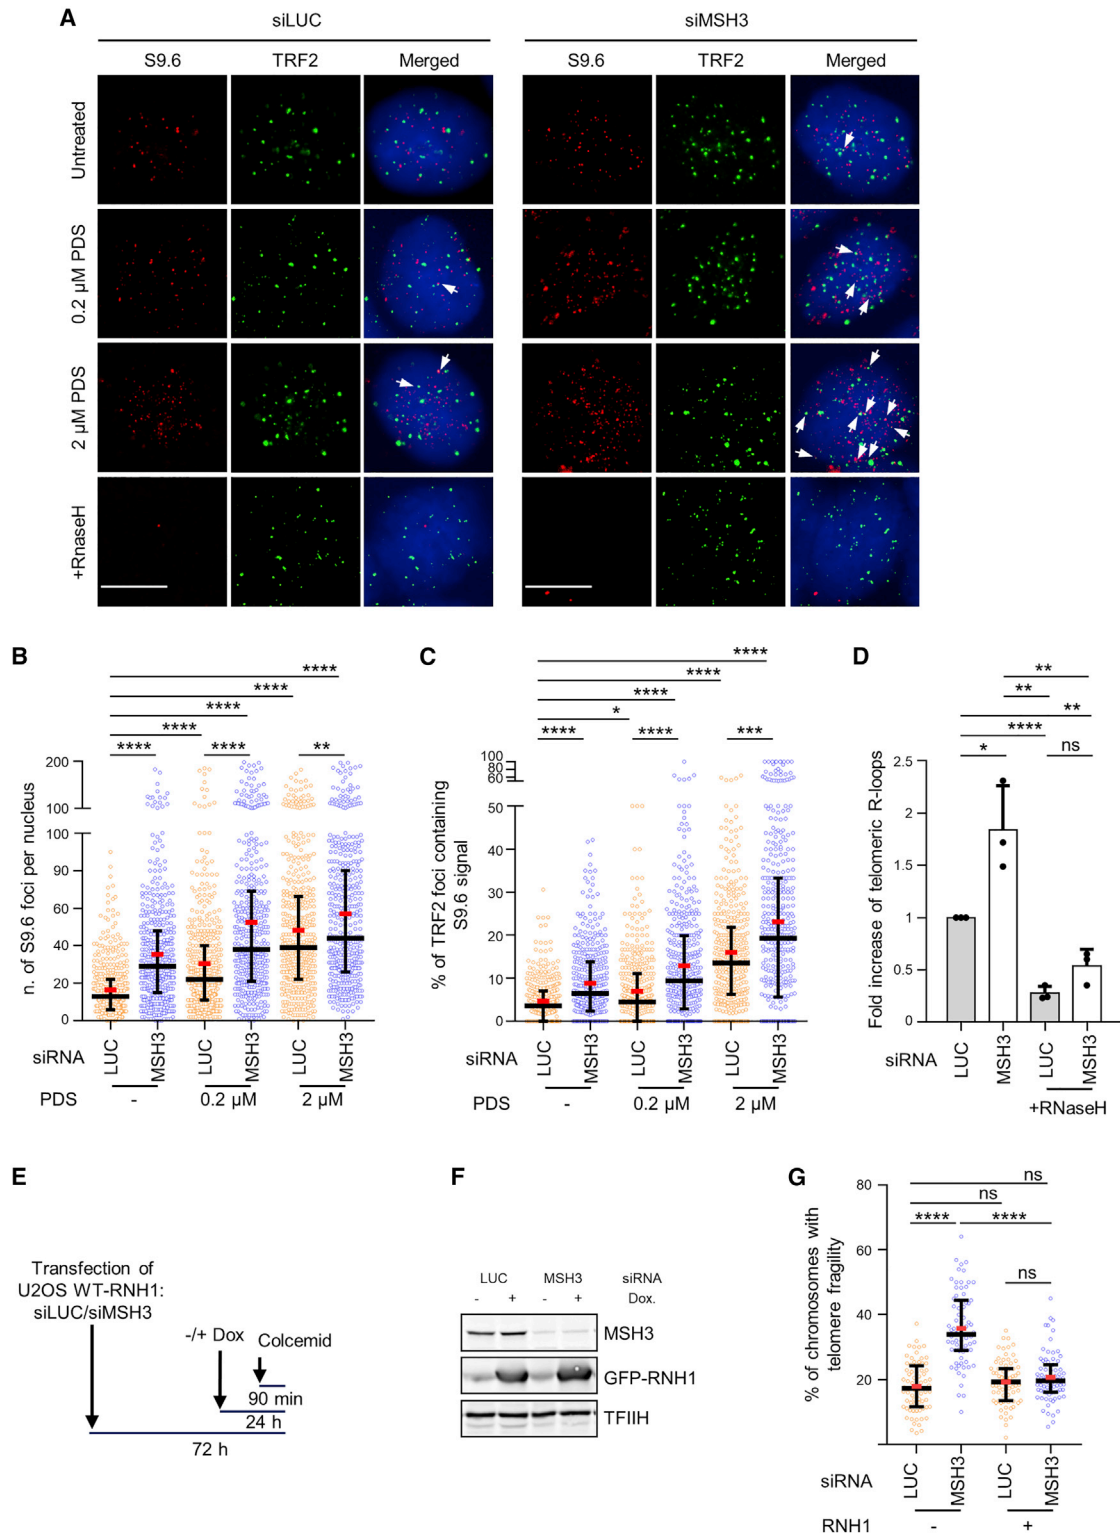 A
siLUC
siMSH3
S9.6 TRF2 Merged
S9.6 TRF2 Merged
Untreated
0.2 µM PDS
2 µM PDS
+RnaseH
B
n. of S9.6 foci per nucleus
****
****
****
****
**** **** **
200
100
100
80
60
40
20
0
siRNA
LUC MSH3 LUC MSH3 LUC MSH3
PDS - 0.2 µM 2 µM
C
% of TRF2 foci containing
S9.6 signal
****
****
****
*
**** **** ***
100
80
60
50
40
30
20
10
0
siRNA
LUC MSH3 LUC MSH3 LUC MSH3
PDS - 0.2 µM 2 µM
D
Fold increase of telomeric R-loops
**
**
**
****
* ns
2.5
2
1.5
1
0.5
0
siRNA
LUC MSH3 LUC MSH3
+RNaseH
E
Transfection of
U2OS WT-RNH1:
siLUC/siMSH3
-/+ Dox
Colcemid
90 min
24 h
72 h
F
LUC MSH3 siRNA
- + - + Dox.
MSH3
GFP-RNH1
TFIIH
G
% of chromosomes with
telomere fragility
ns
ns
**** ****
ns
80
60
40
20
siRNA
LUC MSH3 LUC MSH3
RNH1 - +